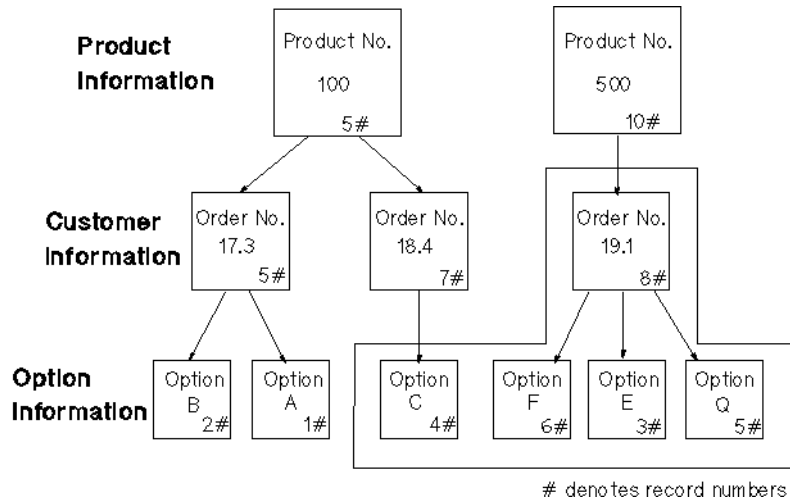 Product
Information
Product No.
100
5#
Product No.
500
10#
Customer
Information
Order No.
17.3
5#
Order No.
18.4
7#
Order No.
19.1
8#
Option
Information
Option
B
2#
Option
A
1#
Option
C
4#
Option
F
6#
Option
E
3#
Option
Q
5#
# denotes record numbers